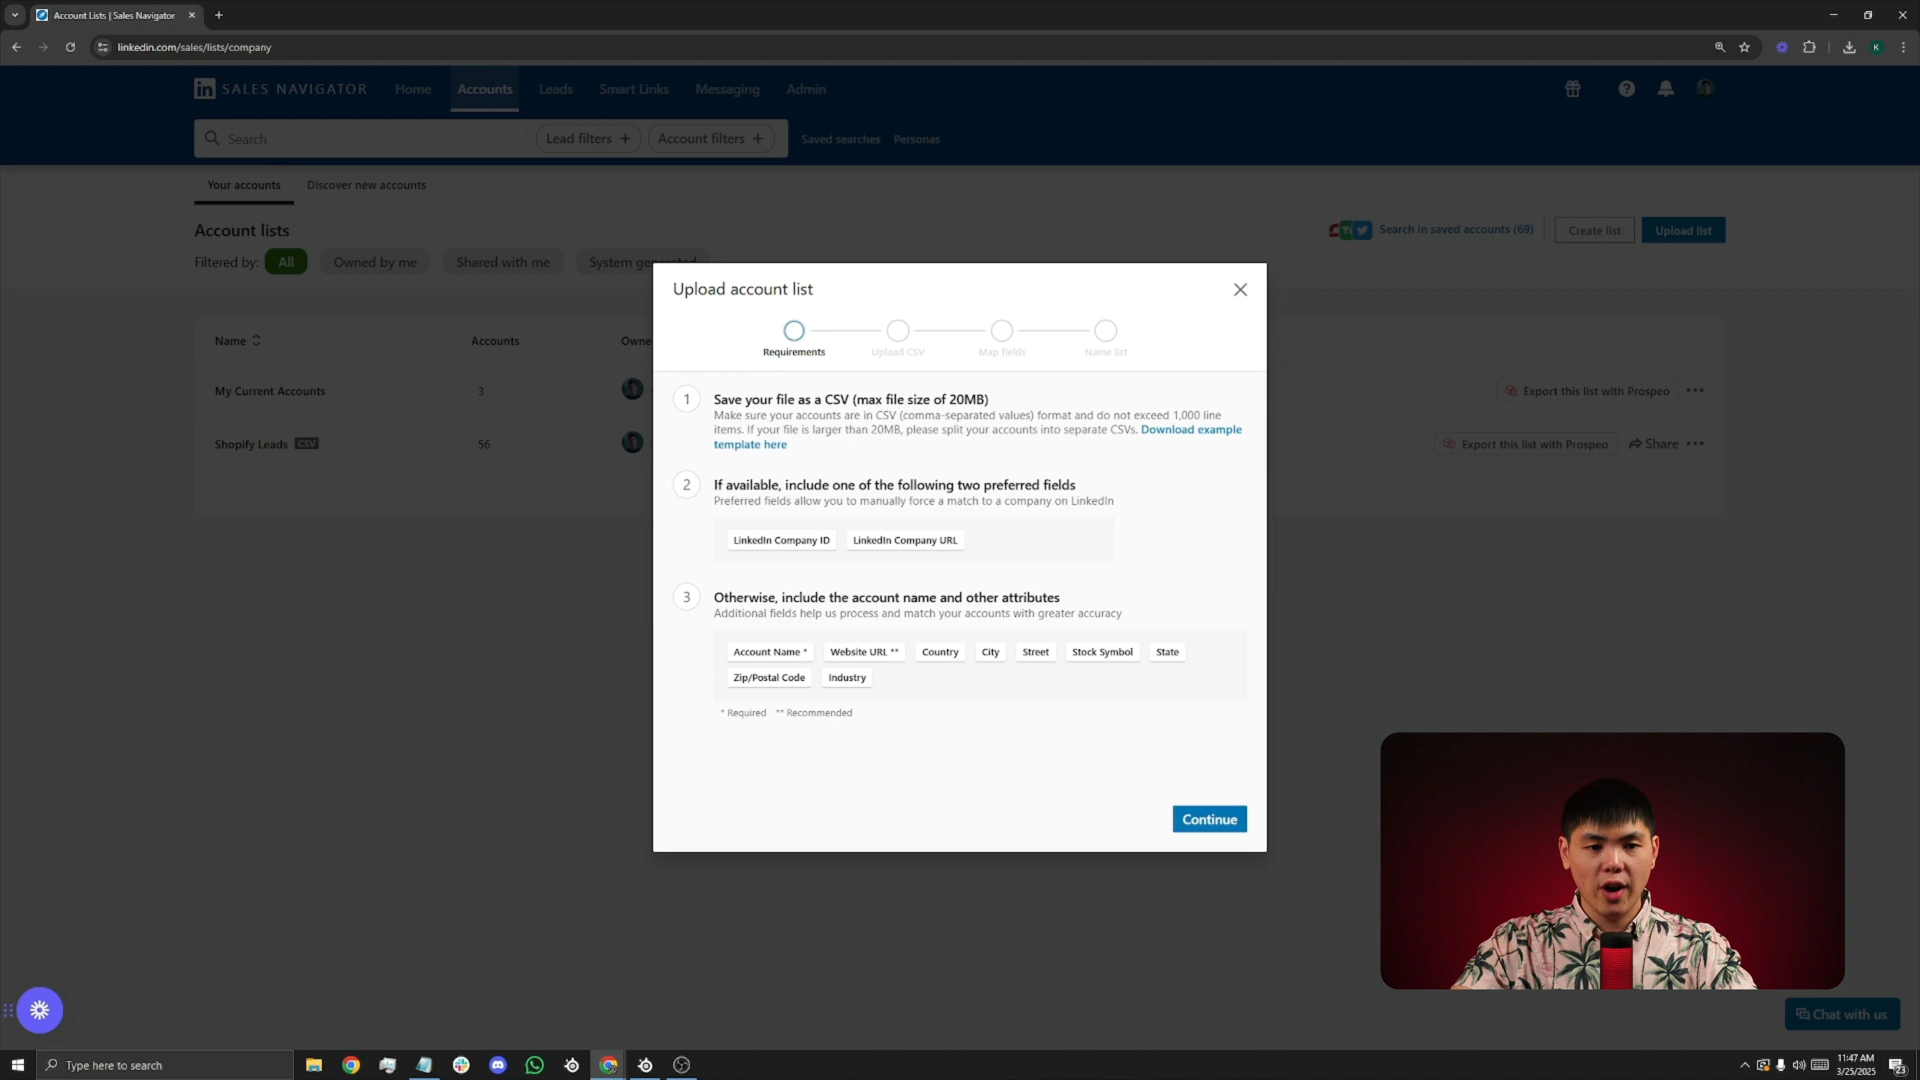 Account Lists | Sales Navigator
linkedin.com/sales/lists/company
K
in SALES NAVIGATOR Home Accounts Leads Smart Links Messaging Admin
Search Lead filters + Account filters + Saved searches Personas
Your accounts Discover new accounts
Account lists
Search in saved accounts (69) Create list Upload list
Filtered by: All Owned by me Shared with me System generated
Name Accounts Owne
My Current Accounts 3 Export this list with Prospeo
Shopify Leads CSV 56 Export this list with Prospeo Share
Upload account list
Requirements Upload CSV Map fields Name list
1 Save your file as a CSV (max file size of 20MB)
Make sure your accounts are in CSV (comma-separated values) format and do not exceed 1,000 line
items. If your file is larger than 20MB, please split your accounts into separate CSVs. Download example
template here
2 If available, include one of the following two preferred fields
Preferred fields allow you to manually force a match to a company on LinkedIn
LinkedIn Company ID LinkedIn Company URL
3 Otherwise, include the account name and other attributes
Additional fields help us process and match your accounts with greater accuracy
Account Name * Website URL ** Country City Street Stock Symbol State
Zip/Postal Code Industry
* Required ** Recommended
Continue
Chat with us
Type here to search
11:47 AM
3/25/2025
23